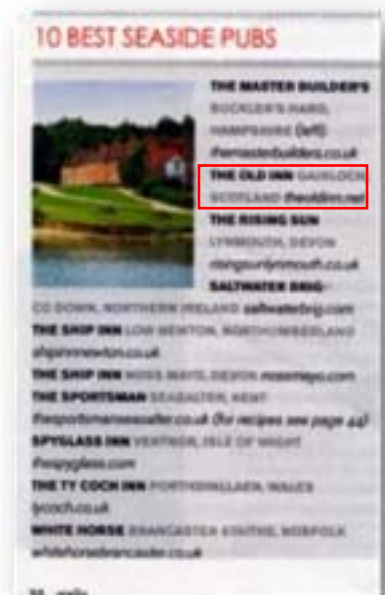 10 BEST SEASIDE PUBS
THE MASTER BUILDER'S
BUCKLER'S HARD,
HAMPSHIRE (left)
themasterbuilders.co.uk
THE OLD INN GAIRLOCH
SCOTLAND theoldinn.net
THE RISING SUN
LYNMOUTH, DEVON
risingsunlynmouth.co.uk
SALTWATER BRIG
CO DOWN, NORTHERN IRELAND saltwaterbrig.com
THE SHIP INN LOW NEWTON, NORTHUMBERLAND
shipinnnewton.co.uk
THE SHIP INN NOSS MAYO, DEVON nossmayo.com
THE SPORTSMAN SEASALTER, KENT
thesportsmanseasalter.co.uk (for recipes see page 44)
SPYGLASS INN VENTNOR, ISLE OF WIGHT
thespyglass.com
THE TY COCH INN PORTHDINLLAEN, WALES
tycoch.co.uk
WHITE HORSE BRANCASTER STAITHE, NORFOLK
whitehorsebrancaster.co.uk